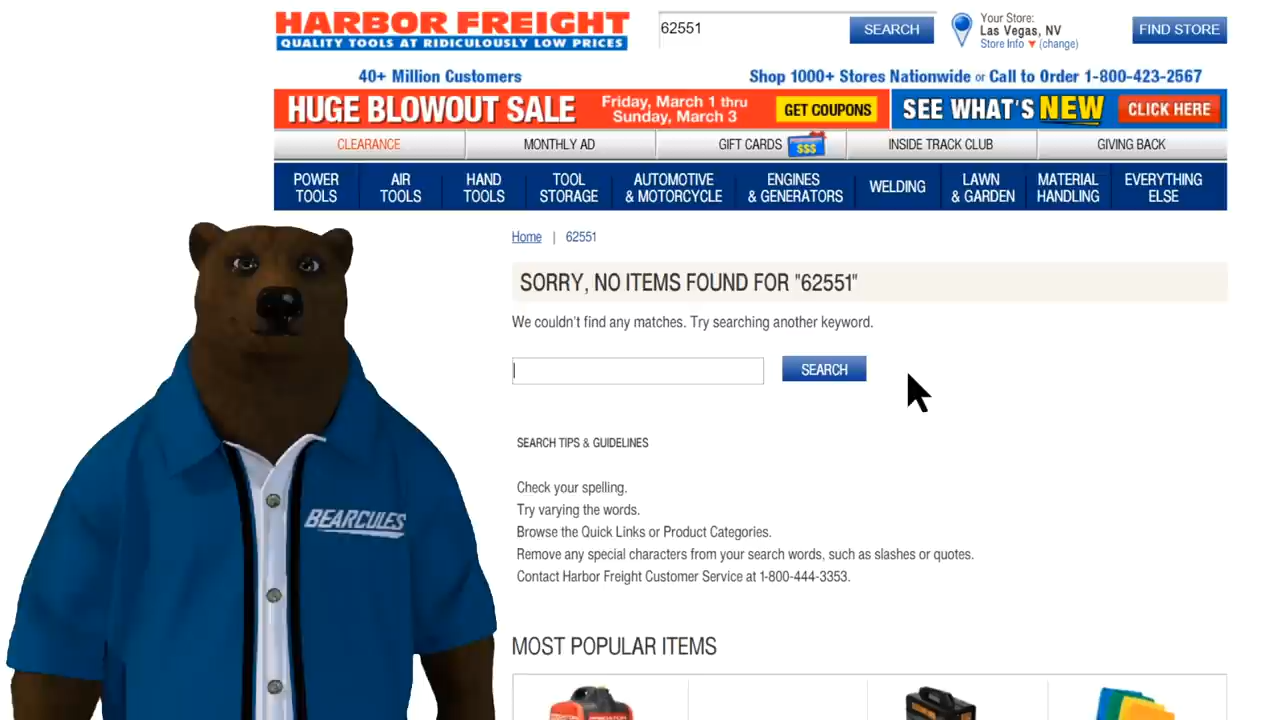 HARBOR FREIGHT
QUALITY TOOLS AT RIDICULOUSLY LOW PRICES
62551
SEARCH
Your Store:
Las Vegas, NV
Store Info ▼ (change)
FIND STORE
40+ Million Customers
Shop 1000+ Stores Nationwide or Call to Order 1-800-423-2567
HUGE BLOWOUT SALE
Friday, March 1 thru
Sunday, March 3
GET COUPONS
SEE WHAT'S NEW
CLICK HERE
CLEARANCE
MONTHLY AD
GIFT CARDS
$$$
INSIDE TRACK CLUB
GIVING BACK
POWER
TOOLS
AIR
TOOLS
HAND
TOOLS
TOOL
STORAGE
AUTOMOTIVE
& MOTORCYCLE
ENGINES
& GENERATORS
WELDING
LAWN
& GARDEN
MATERIAL
HANDLING
EVERYTHING
ELSE
Home | 62551
SORRY, NO ITEMS FOUND FOR "62551"
We couldn't find any matches. Try searching another keyword.
SEARCH
SEARCH TIPS & GUIDELINES
Check your spelling.
Try varying the words.
Browse the Quick Links or Product Categories.
Remove any special characters from your search words, such as slashes or quotes.
Contact Harbor Freight Customer Service at 1-800-444-3353.
BEARCULES
MOST POPULAR ITEMS
PREDATOR